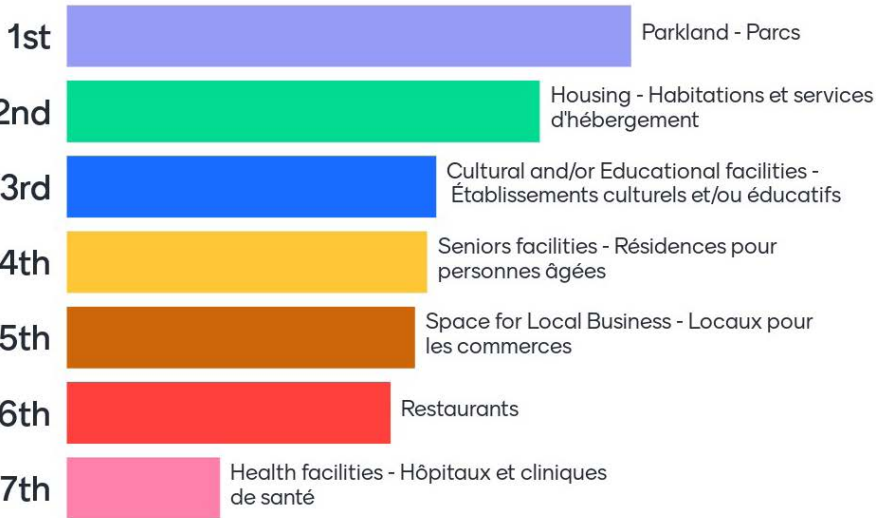 1st
Parkland - Parcs
2nd
Housing - Habitations et services
d'hébergement
3rd
Cultural and/or Educational facilities -
Établissements culturels et/ou éducatifs
4th
Seniors facilities - Résidences pour
personnes âgées
5th
Space for Local Business - Locaux pour
les commerces
6th
Restaurants
7th
Health facilities - Hôpitaux et cliniques
de santé